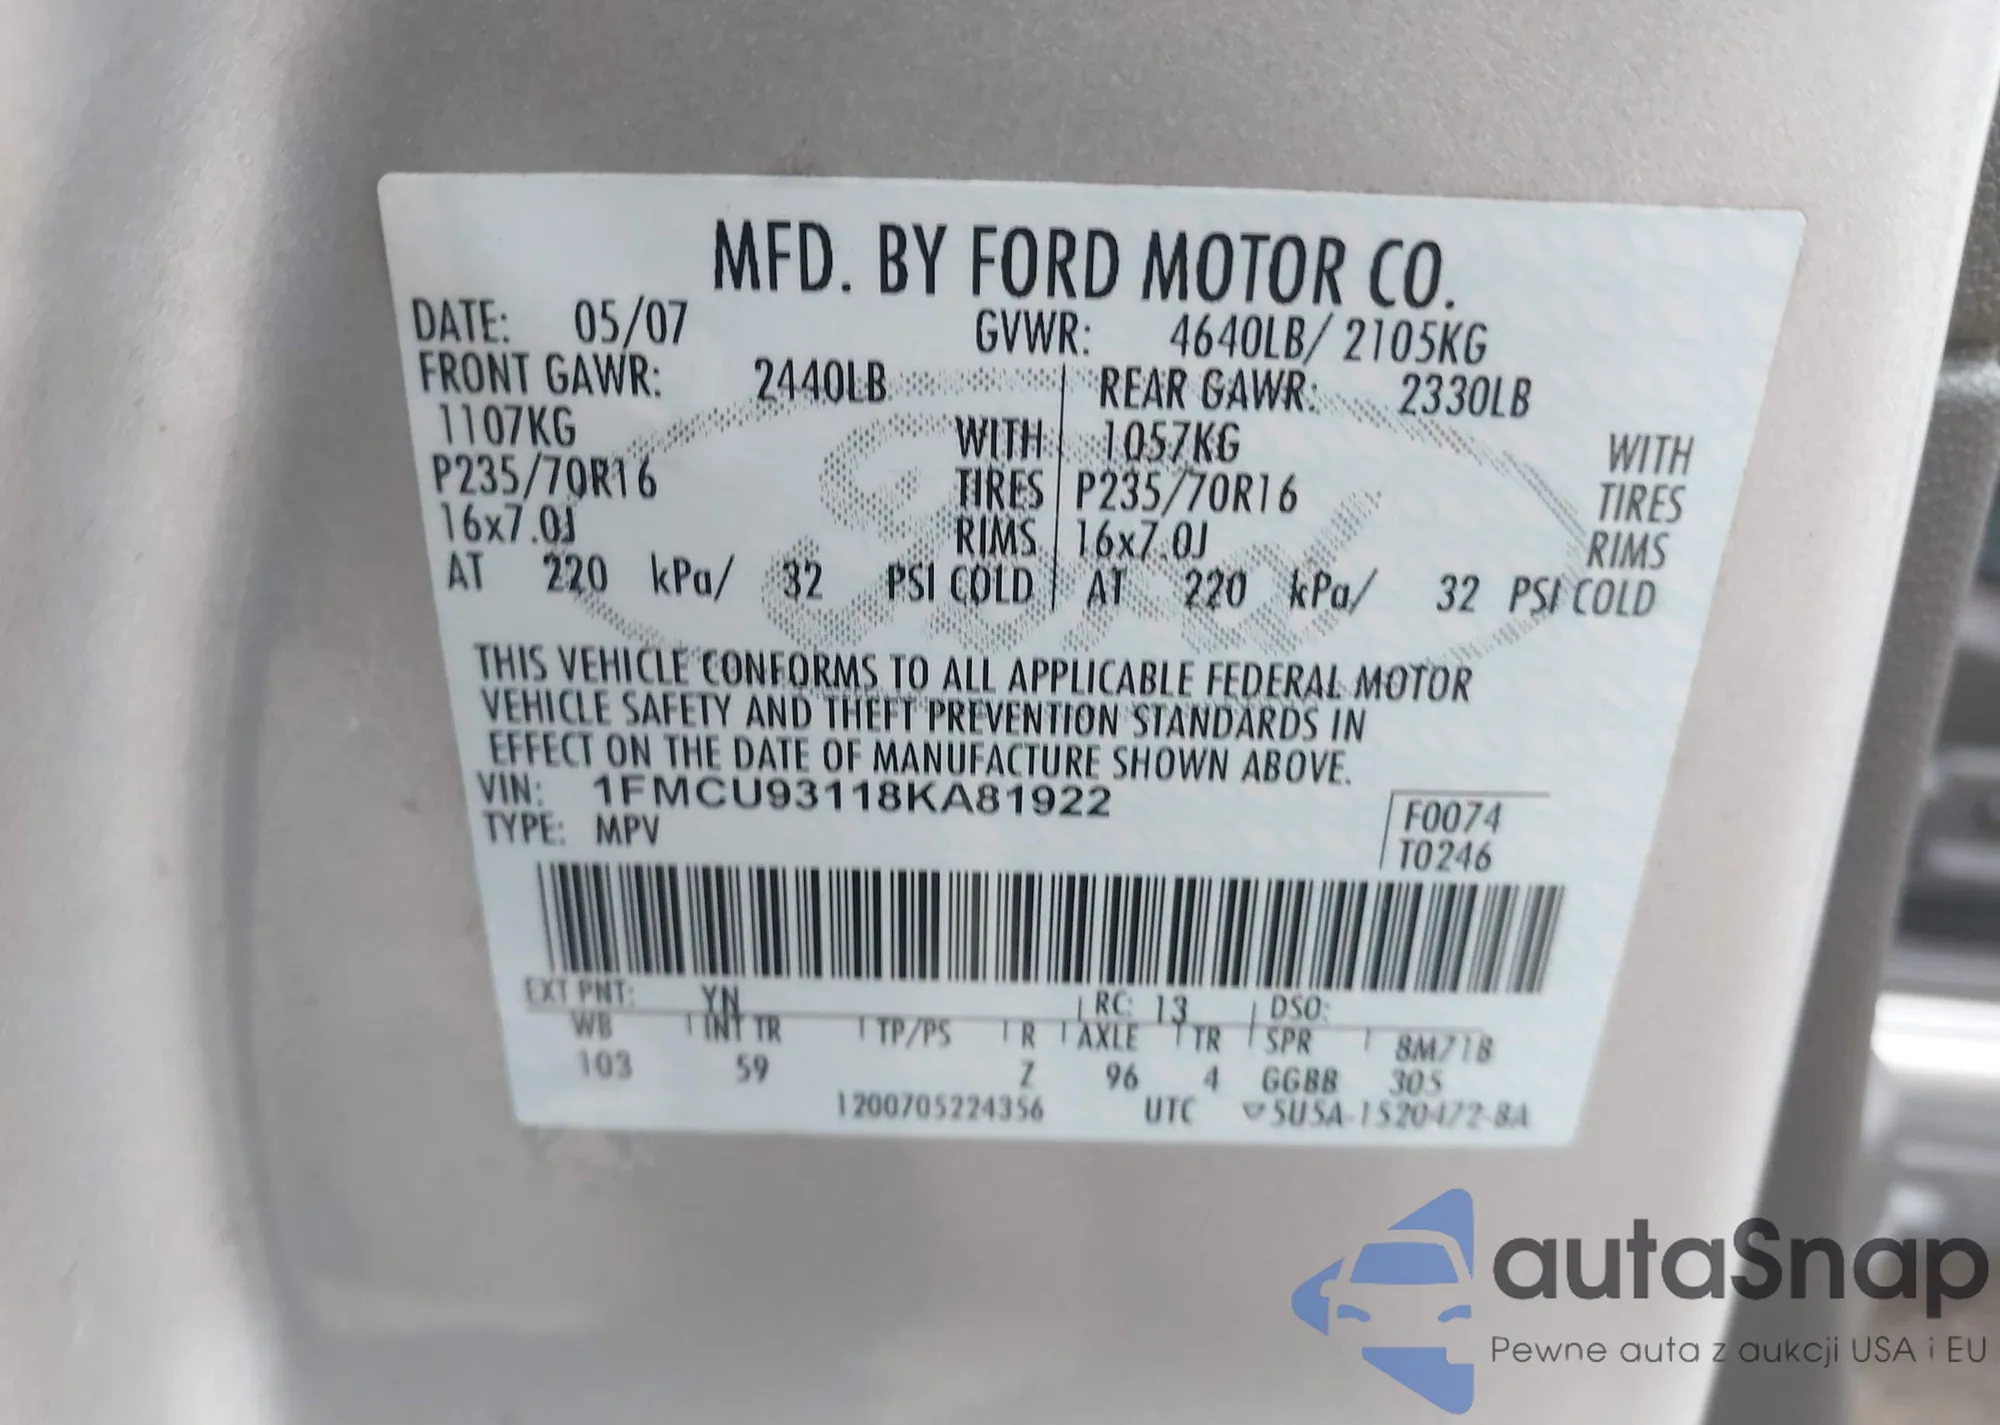 MFD. BY FORD MOTOR CO.
DATE: 05/07 GVWR: 4640LB/ 2105KG
FRONT GAWR: 2440LB REAR GAWR: 2330LB
1107KG WITH 1057KG WITH
P235/70R16 TIRES P235/70R16 TIRES
16x7.0J RIMS 16x7.0J RIMS
AT 220 kPa/ 32 PSI COLD AT 220 kPa/ 32 PSI COLD
Ford
THIS VEHICLE CONFORMS TO ALL APPLICABLE FEDERAL MOTOR
VEHICLE SAFETY AND THEFT PREVENTION STANDARDS IN
EFFECT ON THE DATE OF MANUFACTURE SHOWN ABOVE.
VIN: 1FMCU93118KA81922
TYPE: MPV
F0074
T0246
EXT PNT: YN RC: 13 DSO:
WB INT TR TP/PS R AXLE TR SPR 8M71B
103 59 Z 96 4 GGBB 305
1200705224356 UTC 5U5A-1520472-BA
autaSnap
Pewne auta z aukcji USA i EU